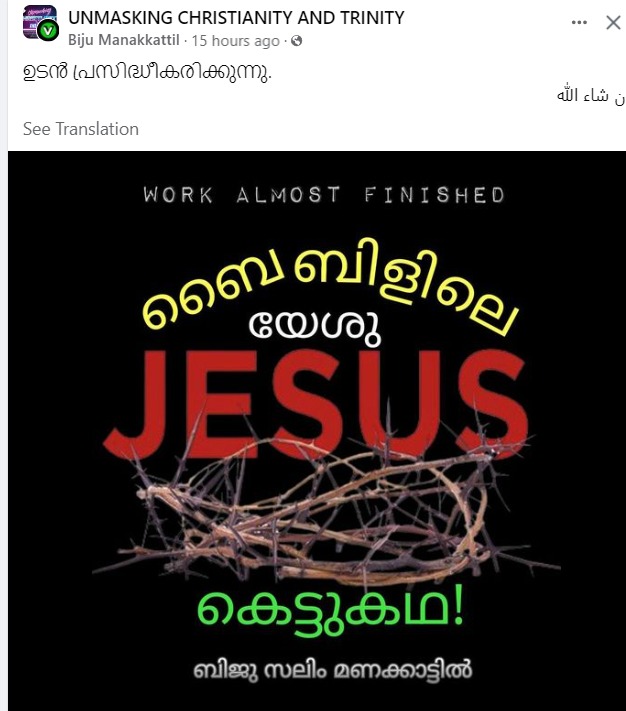 UNMASKING CHRISTIANITY AND TRINITY
Biju Manakkattil · 15 hours ago ·
ഉടൻ പ്രസിദ്ധീകരിക്കുന്നു.
ن شاء الله
See Translation
WORK ALMOST FINISHED
ബൈബിളിലെ
യേശു
JESUS
കെട്ടുകഥ!
ബിജു സലിം മണക്കാട്ടിൽ